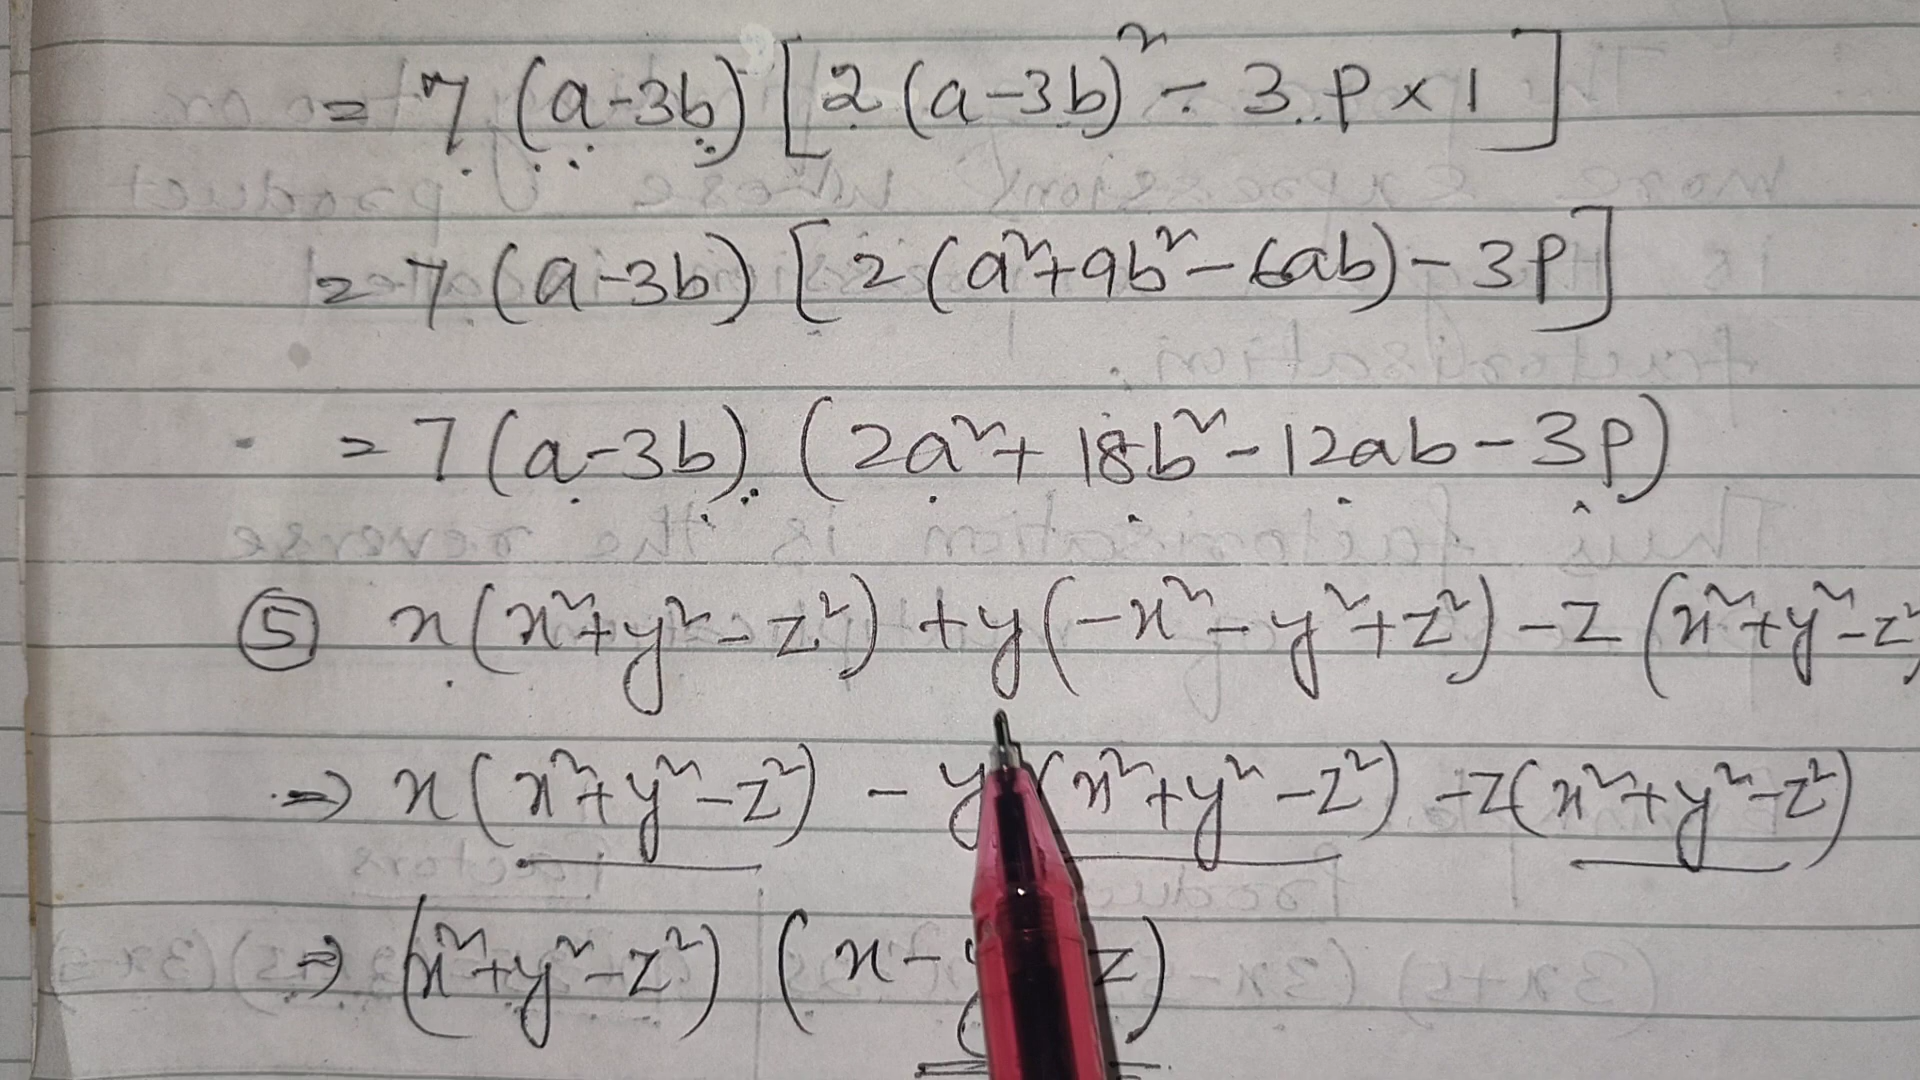 = 7 (a-3b) [2 (a-3b)² - 3 p × 1]
= 7 (a-3b) [2 (a²+9b²-6ab) - 3p]
= 7 (a-3b) (2a² + 18b² - 12ab - 3p)
⑤ x(x²+y²-z²) + y(-x²-y²+z²) - z(x²+y²-z²)
⇒ x(x²+y²-z²) - y(x²+y²-z²) - z(x²+y²-z²)
⇒ (x²+y²-z²) (x - y z)